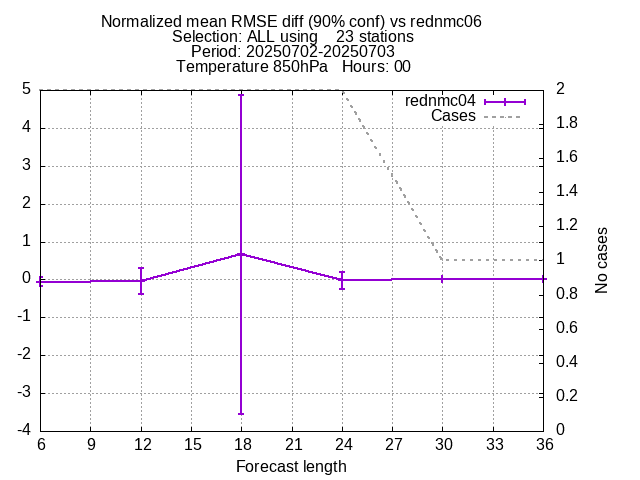 Normalized mean RMSE diff (90% conf) vs rednmc06
Selection: ALL using    23 stations
Period: 20250702-20250703
Temperature 850hPa   Hours: 00
rednmc04
Cases
5
4
3
2
1
0
-1
-2
-3
-4
2
1.8
1.6
1.4
1.2
1
0.8
0.6
0.4
0.2
0
No cases
6 9 12 15 18 21 24 27 30 33 36
Forecast length